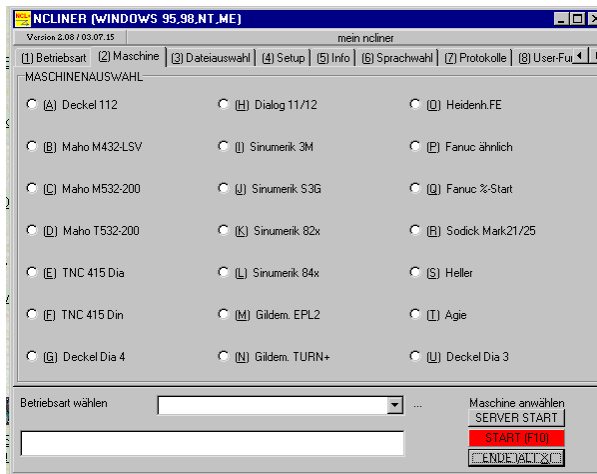 NCL
NCLINER (WINDOWS 95,98,NT,ME)
Version 2.08 / 03.07.15 mein ncliner
(1) Betriebsart (2) Maschine (3) Dateiauswahl (4) Setup (5) Info (6) Sprachwahl (7) Protokolle (8) User-Fu
MASCHINENAUSWAHL
(A) Deckel 112 (H) Dialog 11/12 (O) Heidenh.FE
(B) Maho M432-LSV (I) Sinumerik 3M (P) Fanuc ähnlich
(C) Maho M532-200 (J) Sinumerik S3G (Q) Fanuc %-Start
(D) Maho T532-200 (K) Sinumerik 82x (R) Sodick Mark21/25
(E) TNC 415 Dia (L) Sinumerik 84x (S) Heller
(F) TNC 415 Din (M) Gildem. EPL2 (T) Agie
(G) Deckel Dia 4 (N) Gildem. TURN+ (U) Deckel Dia 3
Betriebsart wählen ... Maschine anwählen
SERVER START
START (F10)
ENDE (ALT X)